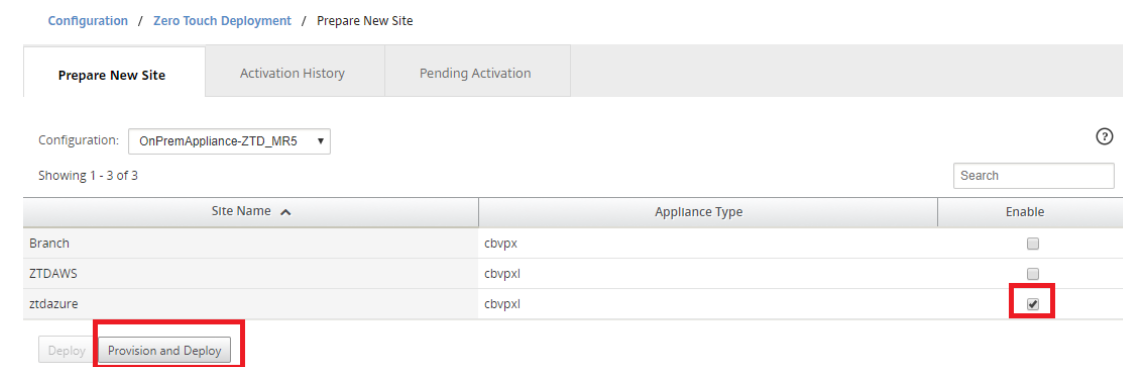 Configuration / Zero Touch Deployment / Prepare New Site
Prepare New Site Activation History Pending Activation
Configuration: OnPremAppliance-ZTD_MR5 ?
Showing 1 - 3 of 3 Search
Site Name Appliance Type Enable
Branch cbvpx
ZTDAWS cbvpxl
ztdazure cbvpxl
Deploy Provision and Deploy